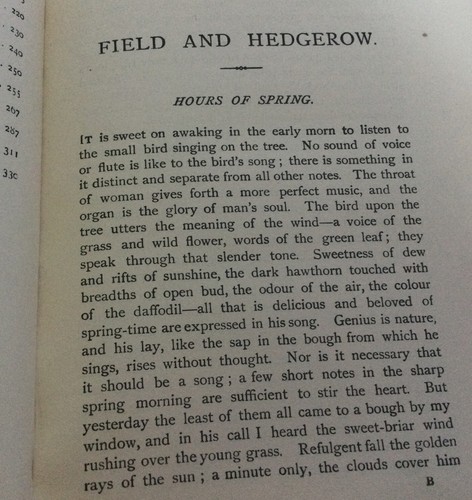 220
230
240
250
255
267
287
311
330
FIELD AND HEDGEROW.
HOURS OF SPRING.
IT is sweet on awaking in the early morn to listen to
the small bird singing on the tree. No sound of voice
or flute is like to the bird's song; there is something in
it distinct and separate from all other notes. The throat
of woman gives forth a more perfect music, and the
organ is the glory of man's soul. The bird upon the
tree utters the meaning of the wind—a voice of the
grass and wild flower, words of the green leaf; they
speak through that slender tone. Sweetness of dew
and rifts of sunshine, the dark hawthorn touched with
breadths of open bud, the odour of the air, the colour
of the daffodil—all that is delicious and beloved of
spring-time are expressed in his song. Genius is nature,
and his lay, like the sap in the bough from which he
sings, rises without thought. Nor is it necessary that
it should be a song; a few short notes in the sharp
spring morning are sufficient to stir the heart. But
yesterday the least of them all came to a bough by my
window, and in his call I heard the sweet-briar wind
rushing over the young grass. Refulgent fall the golden
rays of the sun; a minute only, the clouds cover him
B